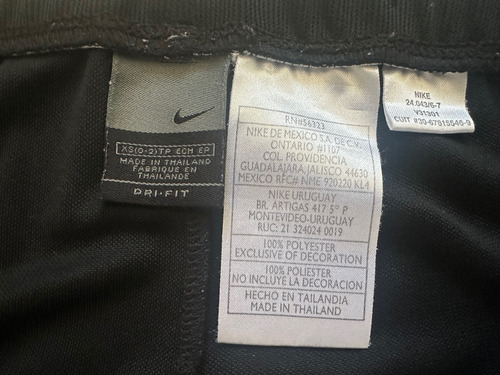 XS(0-2)TP ECH EP
MADE IN THAILAND
FABRIQUE EN
THAILANDE
DRI-FIT
RN#56323
NIKE DE MEXICO S.A. DE C.V.
ONTARIO #1107
COL. PROVIDENCIA
GUADALAJARA, JALISCO 44630
MEXICO RFC# NME 920220 KL4
NIKE URUGUAY
BR. ARTIGAS 417 5° P
MONTEVIDEO-URUGUAY
RUC: 21 324024 0019
100% POLYESTER
EXCLUSIVE OF DECORATION
100% POLIESTER
NO INCLUYE LA DECORACION
HECHO EN TAILANDIA
MADE IN THAILAND
NIKE
24.043/6-7
V31301
CUIT #30-67815546-9